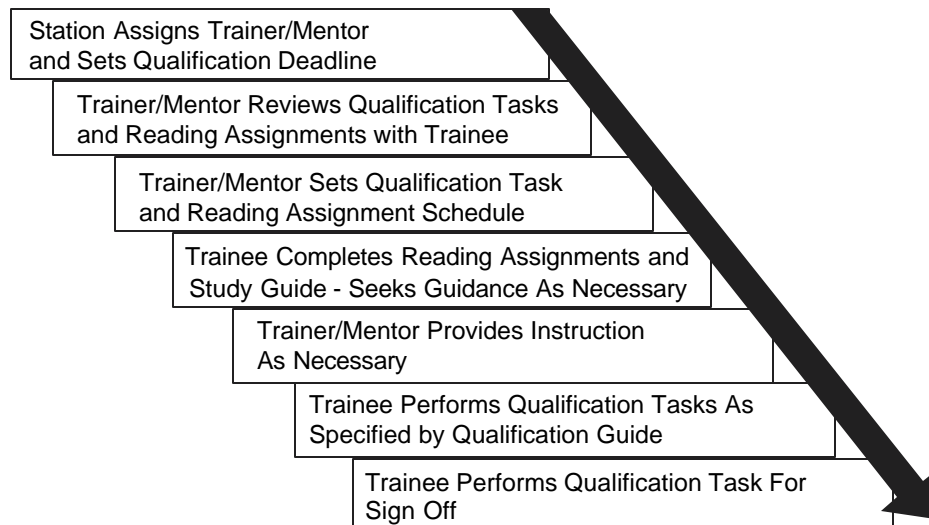 Station Assigns Trainer/Mentor
and Sets Qualification Deadline
Trainer/Mentor Reviews Qualification Tasks
and Reading Assignments with Trainee
Trainer/Mentor Sets Qualification Task
and Reading Assignment Schedule
Trainee Completes Reading Assignments and
Study Guide - Seeks Guidance As Necessary
Trainer/Mentor Provides Instruction
As Necessary
Trainee Performs Qualification Tasks As
Specified by Qualification Guide
Trainee Performs Qualification Task For
Sign Off